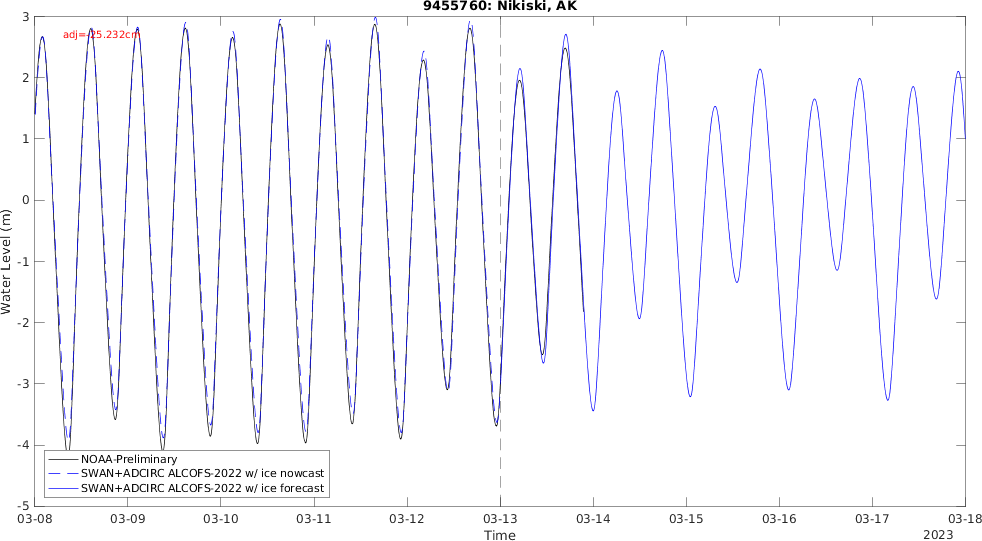 9455760: Nikiski, AK
adj=-25.232cm
3
2
1
0
-1
-2
-3
-4
-5
Water Level (m)
NOAA-Preliminary
SWAN+ADCIRC ALCOFS-2022 w/ ice nowcast
SWAN+ADCIRC ALCOFS-2022 w/ ice forecast
03-08 03-09 03-10 03-11 03-12 03-13 03-14 03-15 03-16 03-17 03-18
Time
2023